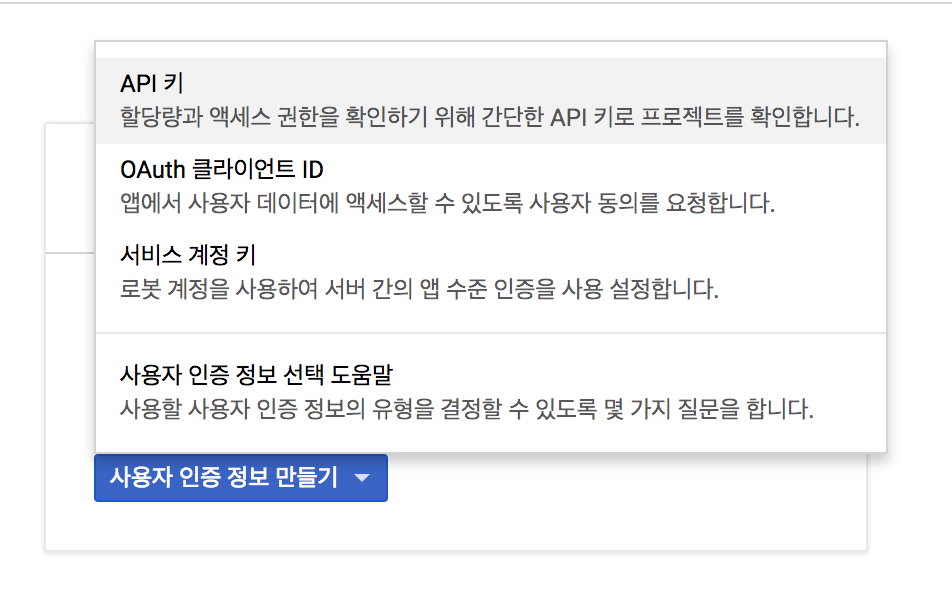 API 키
할당량과 액세스 권한을 확인하기 위해 간단한 API 키로 프로젝트를 확인합니다.
OAuth 클라이언트 ID
앱에서 사용자 데이터에 액세스할 수 있도록 사용자 동의를 요청합니다.
서비스 계정 키
로봇 계정을 사용하여 서버 간의 앱 수준 인증을 사용 설정합니다.
사용자 인증 정보 선택 도움말
사용할 사용자 인증 정보의 유형을 결정할 수 있도록 몇 가지 질문을 합니다.
사용자 인증 정보 만들기